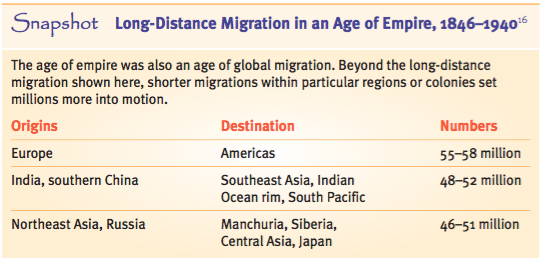 Snapshot Long-Distance Migration in an Age of Empire, 1846–1940¹⁶
The age of empire was also an age of global migration. Beyond the long-distance
migration shown here, shorter migrations within particular regions or colonies set
millions more into motion.
Origins Destination Numbers
Europe Americas 55–58 million
India, southern China Southeast Asia, Indian 48–52 million
Ocean rim, South Pacific
Northeast Asia, Russia Manchuria, Siberia, 46–51 million
Central Asia, Japan